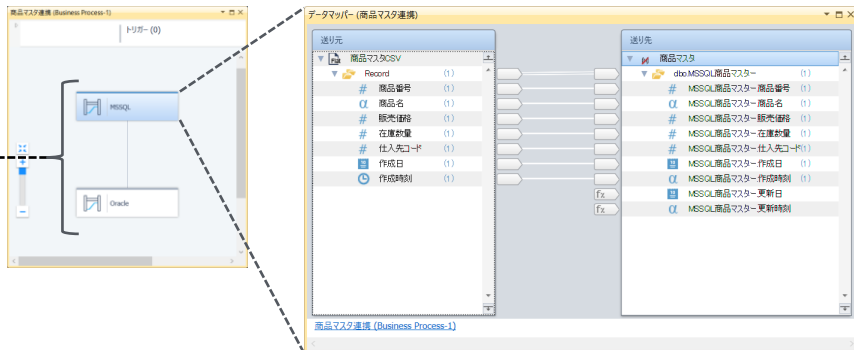 商品マスタ連携 (Business Process-1)
トリガー (0)
MSSQL
Oracle
データマッパー (商品マスタ連携)
送り元
商品マスタCSV
Record (1)
商品番号 (1)
商品名 (1)
販売価格 (1)
在庫数量 (1)
仕入先コード (1)
作成日 (1)
作成時刻 (1)
fx
fx
送り先
商品マスタ
dbo.MSSQL商品マスター (1)
MSSQL商品マスター.商品番号 (1)
MSSQL商品マスター.商品名 (1)
MSSQL商品マスター.販売価格 (1)
MSSQL商品マスター.在庫数量 (1)
MSSQL商品マスター.仕入先コード(1)
MSSQL商品マスター.作成日 (1)
MSSQL商品マスター.作成時刻 (1)
MSSQL商品マスター.更新日
MSSQL商品マスター.更新時刻
商品マスタ連携 (Business Process-1)